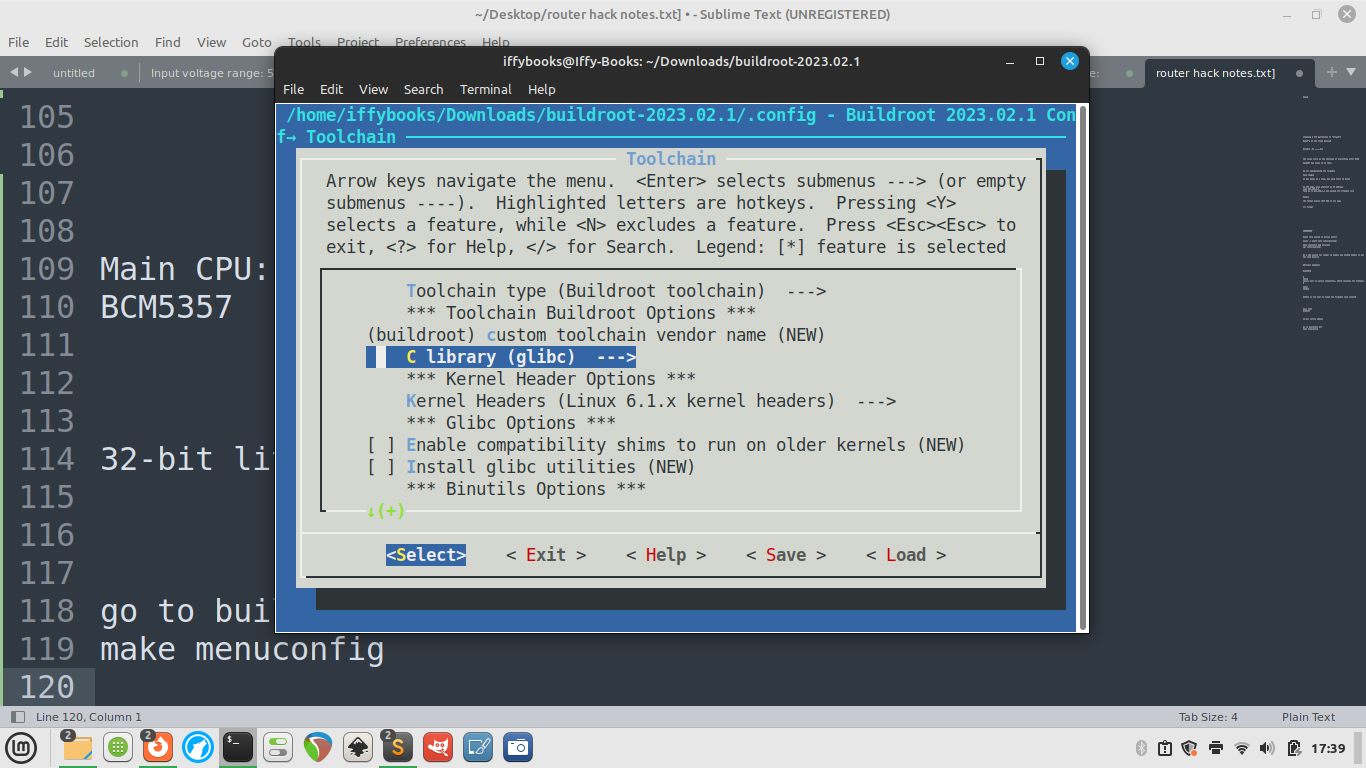 ~/Desktop/router hack notes.txt] • - Sublime Text (UNREGISTERED)
File Edit Selection Find View Goto Tools Project Preferences Help
untitled Input voltage range: 5 router hack notes.txt]
iffybooks@Iffy-Books: ~/Downloads/buildroot-2023.02.1
File Edit View Search Terminal Help
/home/iffybooks/Downloads/buildroot-2023.02.1/.config - Buildroot 2023.02.1 Con
f→ Toolchain
Toolchain
Arrow keys navigate the menu. <Enter> selects submenus ---> (or empty
submenus ----). Highlighted letters are hotkeys. Pressing <Y>
selects a feature, while <N> excludes a feature. Press <Esc><Esc> to
exit, <?> for Help, </> for Search. Legend: [*] feature is selected
Toolchain type (Buildroot toolchain) --->
*** Toolchain Buildroot Options ***
(buildroot) custom toolchain vendor name (NEW)
C library (glibc) --->
*** Kernel Header Options ***
Kernel Headers (Linux 6.1.x kernel headers) --->
*** Glibc Options ***
[ ] Enable compatibility shims to run on older kernels (NEW)
[ ] Install glibc utilities (NEW)
*** Binutils Options ***
↓(+)
<Select> < Exit > < Help > < Save > < Load >
105
106
107
108
109 Main CPU:
110 BCM5357
111
112
113
114 32-bit
115
116
117
118 go to
119 make menuconfig
120
Line 120, Column 1 Tab Size: 4 Plain Text
2 2 2 17:39